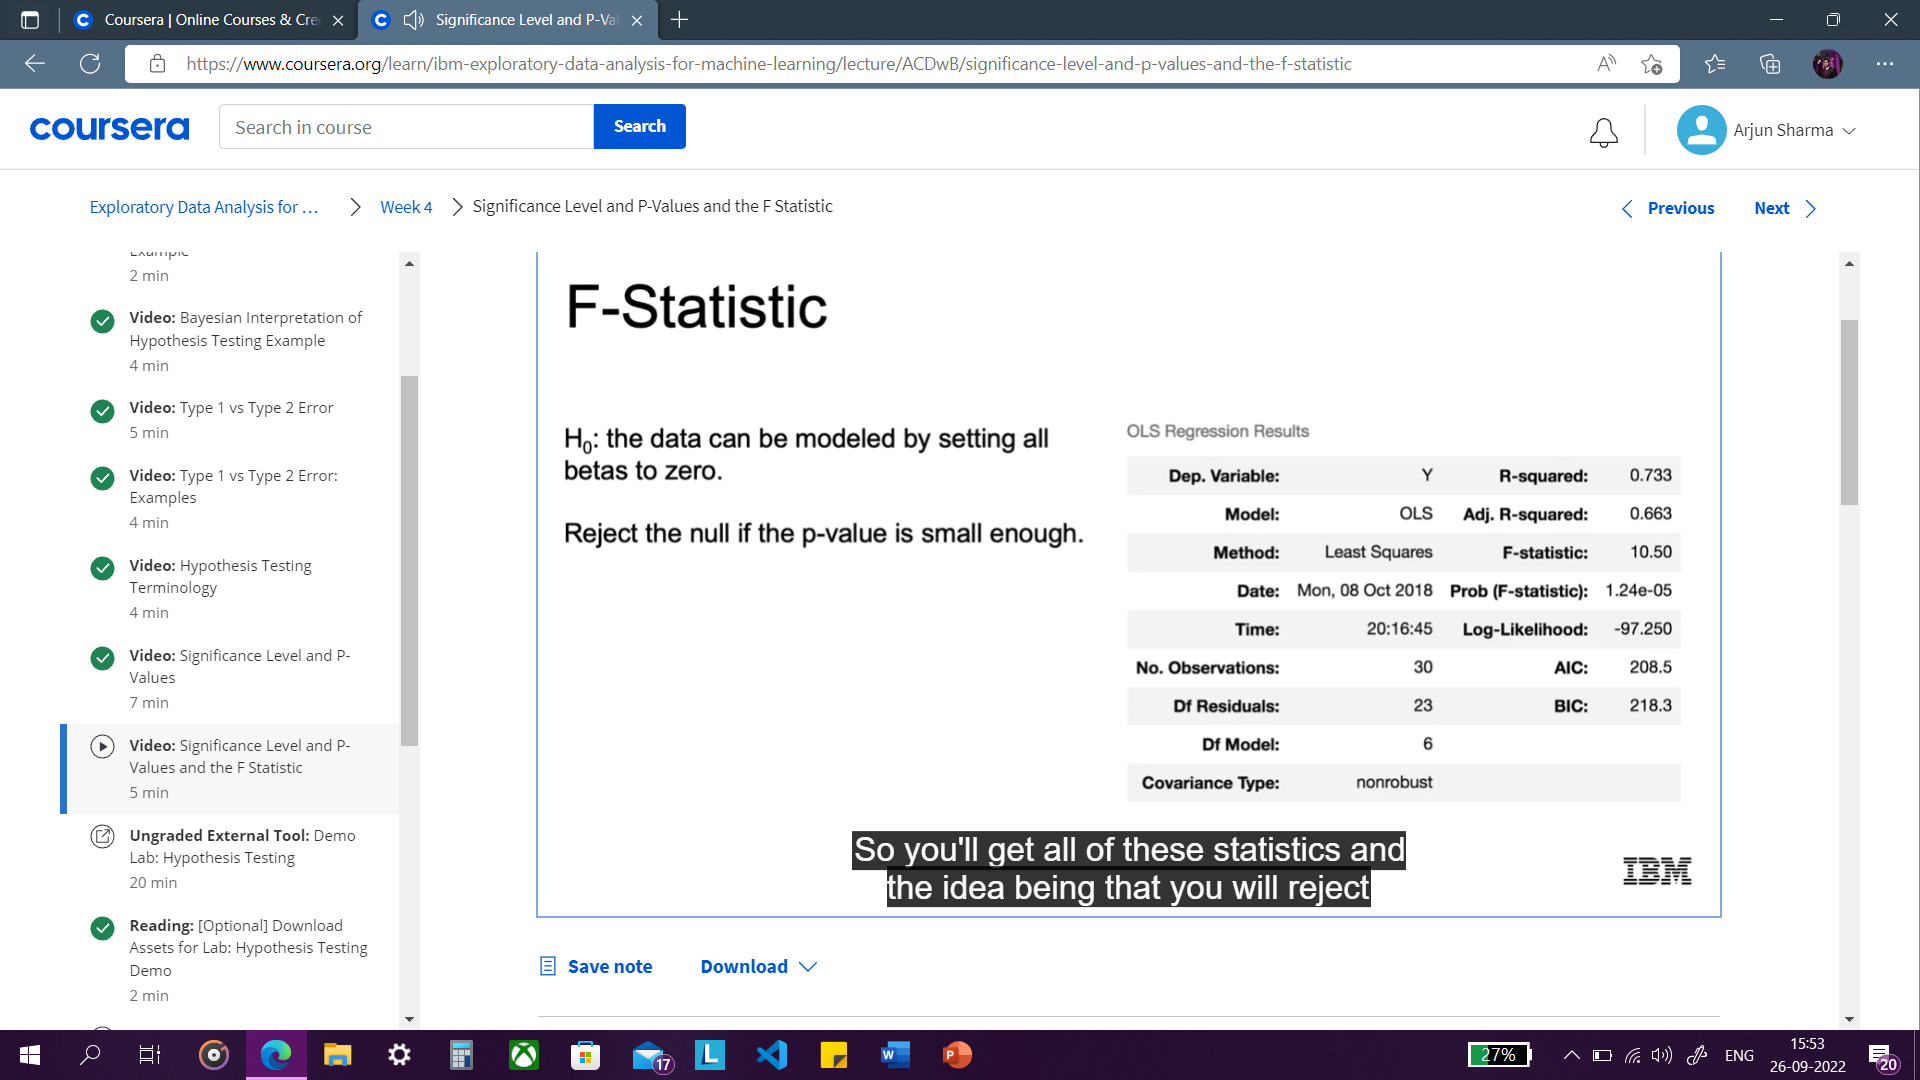 Coursera | Online Courses & Cre
Significance Level and P-Val
https://www.coursera.org/learn/ibm-exploratory-data-analysis-for-machine-learning/lecture/ACDwB/significance-level-and-p-values-and-the-f-statistic
coursera
Search in course
Search
Arjun Sharma
Exploratory Data Analysis for ...
Week 4
Significance Level and P-Values and the F Statistic
Previous
Next
Example
2 min
Video: Bayesian Interpretation of
Hypothesis Testing Example
4 min
Video: Type 1 vs Type 2 Error
5 min
Video: Type 1 vs Type 2 Error:
Examples
4 min
Video: Hypothesis Testing
Terminology
4 min
Video: Significance Level and P-
Values
7 min
Video: Significance Level and P-
Values and the F Statistic
5 min
Ungraded External Tool: Demo
Lab: Hypothesis Testing
20 min
Reading: [Optional] Download
Assets for Lab: Hypothesis Testing
Demo
2 min
F-Statistic
H0: the data can be modeled by setting all
betas to zero.
Reject the null if the p-value is small enough.
OLS Regression Results
Dep. Variable: Y R-squared: 0.733
Model: OLS Adj. R-squared: 0.663
Method: Least Squares F-statistic: 10.50
Date: Mon, 08 Oct 2018 Prob (F-statistic): 1.24e-05
Time: 20:16:45 Log-Likelihood: -97.250
No. Observations: 30 AIC: 208.5
Df Residuals: 23 BIC: 218.3
Df Model: 6
Covariance Type: nonrobust
So you'll get all of these statistics and
the idea being that you will reject
IBM
Save note
Download
17
27%
ENG
15:53
26-09-2022
20